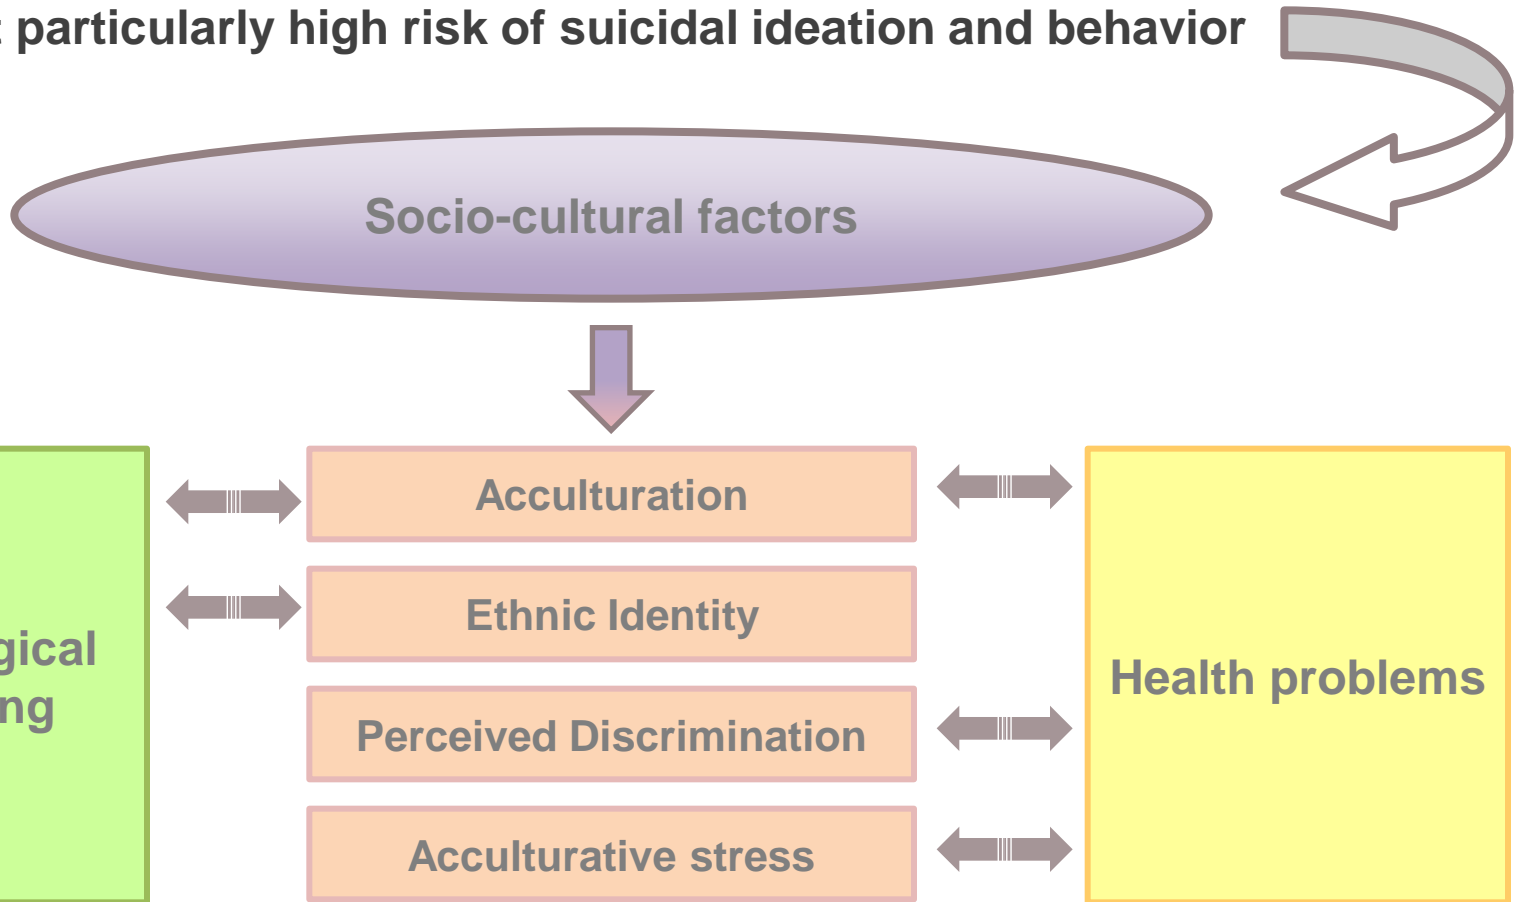 particularly high risk of suicidal ideation and behavior
Socio-cultural factors
Acculturation
Ethnic Identity
gical
ng
Health problems
Perceived Discrimination
Acculturative stress